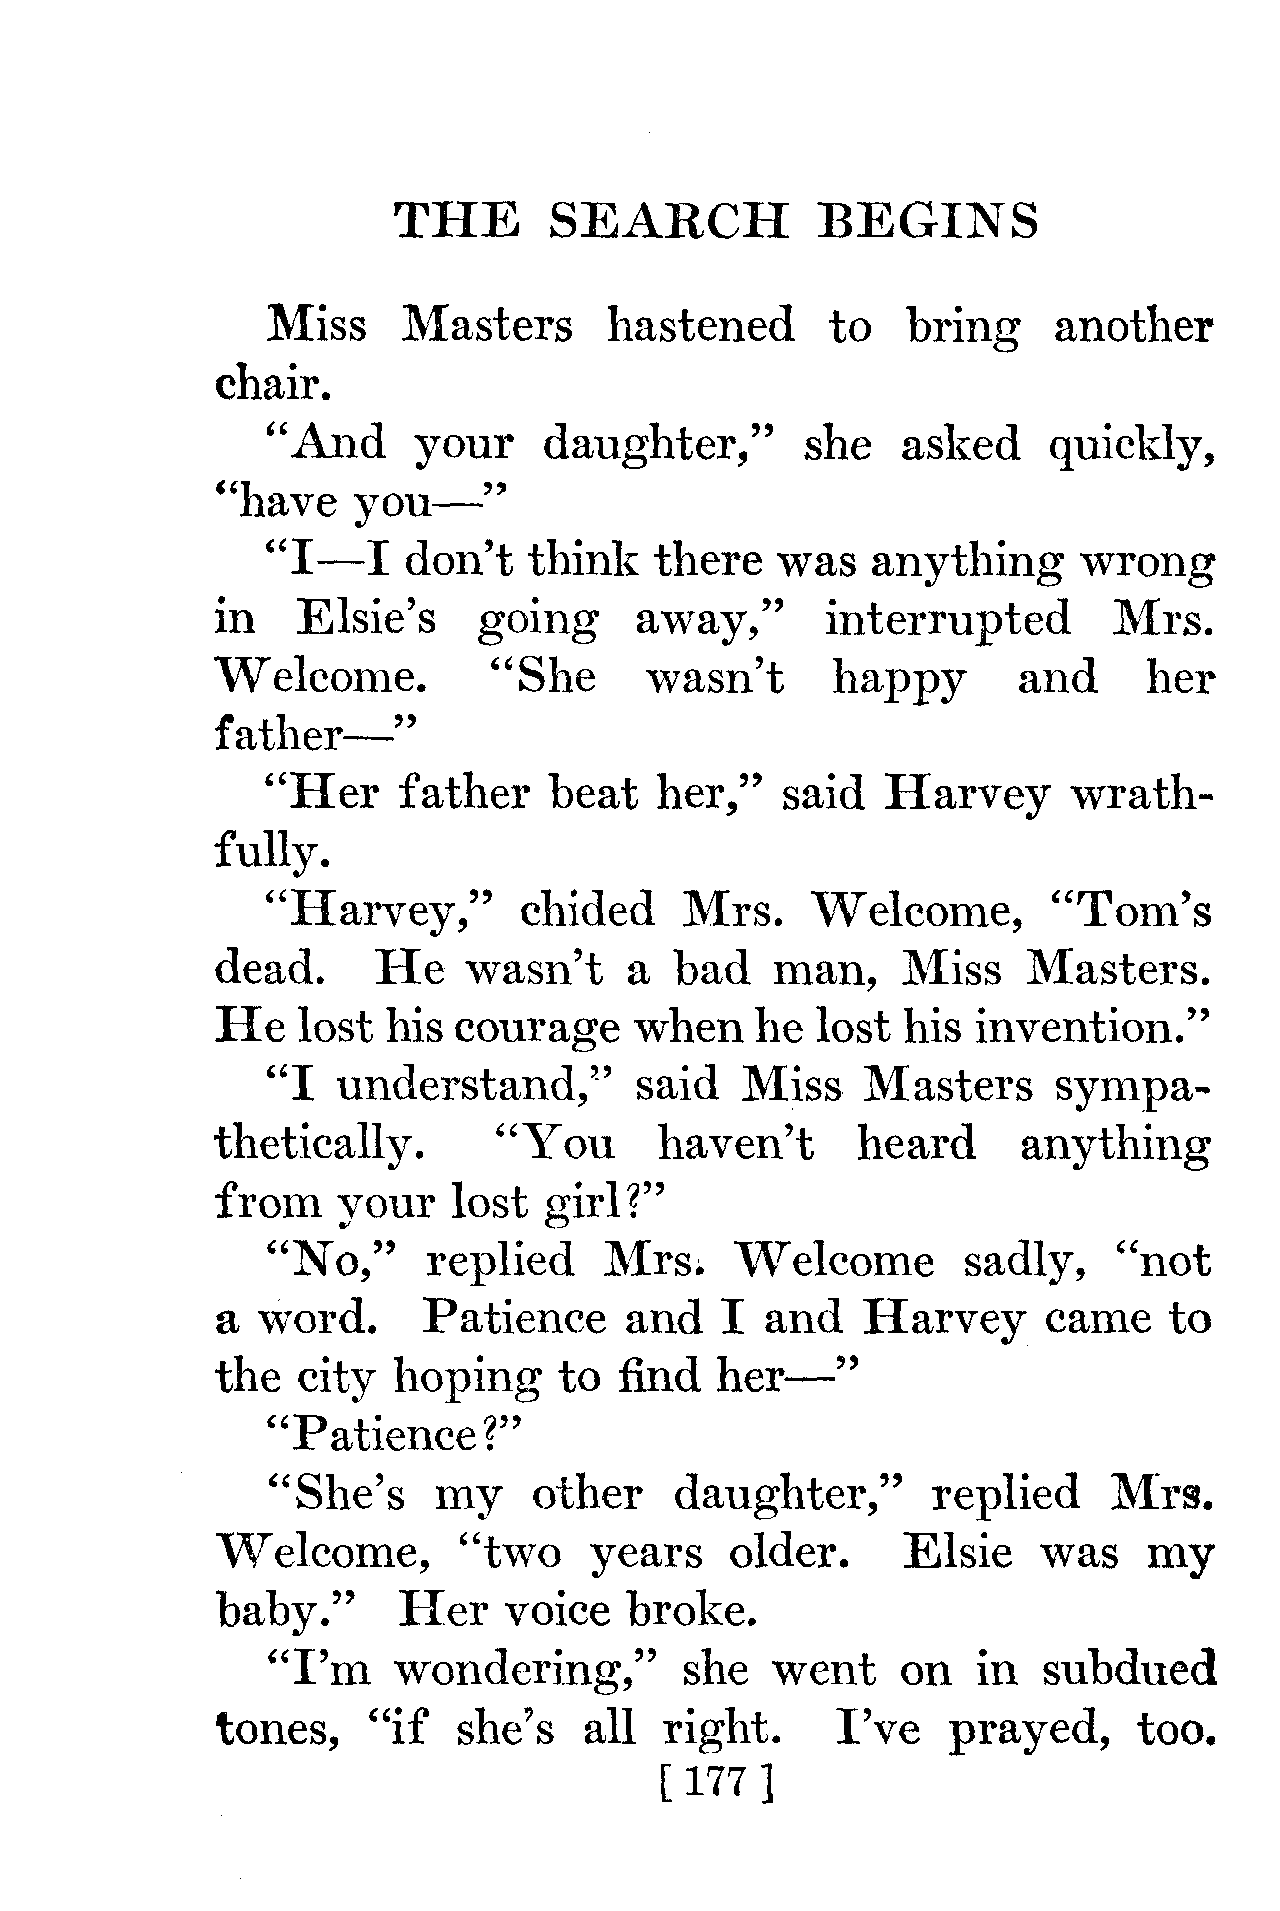 THE SEARCH BEGINS
Miss Masters hastened to bring another
chair.
“And your daughter,” she asked quickly,
“have you—”
“I—I don’t think there was anything wrong
in Elsie’s going away,” interrupted Mrs.
Welcome. “She wasn’t happy and her
father—”
“Her father beat her,” said Harvey wrath-
fully.
“Harvey,” chided Mrs. Welcome, “Tom’s
dead. He wasn’t a bad man, Miss Masters.
He lost his courage when he lost his invention.”
“I understand,” said Miss Masters sympa-
thetically. “You haven’t heard anything
from your lost girl?”
“No,” replied Mrs. Welcome sadly, “not
a word. Patience and I and Harvey came to
the city hoping to find her—”
“Patience?”
“She’s my other daughter,” replied Mrs.
Welcome, “two years older. Elsie was my
baby.” Her voice broke.
“I’m wondering,” she went on in subdued
tones, “if she’s all right. I’ve prayed, too.
[ 177 ]